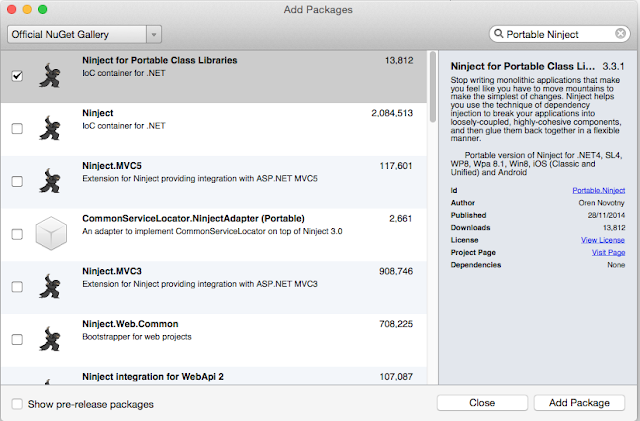 Add Packages
Official NuGet Gallery
Portable Ninject
Ninject for Portable Class Libraries 13,812
IoC container for .NET
Ninject 2,084,513
IoC container for .NET
Ninject.MVC5 117,601
Extension for Ninject providing integration with ASP.NET MVC5
CommonServiceLocator.NinjectAdapter (Portable) 2,661
An adapter to implement CommonServiceLocator on top of Ninject 3.0
Ninject.MVC3 908,746
Extension for Ninject providing integration with ASP.NET MVC3
Ninject.Web.Common 708,225
Bootstrapper for web projects
Ninject integration for WebApi 2 107,087
Ninject for Portable Class Li... 3.3.1
Stop writing monolithic applications that make
you feel like you have to move mountains to
make the simplest of changes. Ninject helps
you use the technique of dependency
injection to break your applications into
loosely-coupled, highly-cohesive components,
and then glue them back together in a flexible
manner.
Portable version of Ninject for .NET4, SL4,
WP8, Wpa 8.1, Win8, iOS (Classic and
Unified) and Android
Id Portable.Ninject
Author Oren Novotny
Published 28/11/2014
Downloads 13,812
License View License
Project Page Visit Page
Dependencies None
Show pre-release packages
Close
Add Package